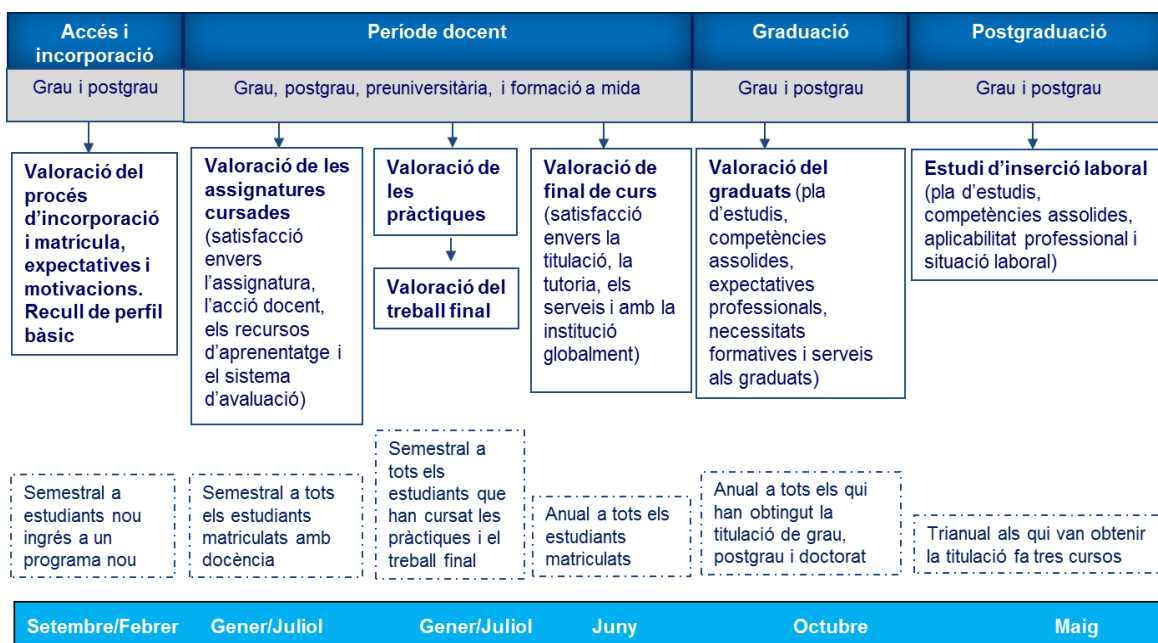 Accés i
incorporació
Període docent
Graduació
Postgraduació
Grau i postgrau
Grau, postgrau, preuniversitària, i formació a mida
Grau i postgrau
Grau i postgrau
Valoració del
procés
d'incorporació
i matrícula,
expectatives i
motivacions.
Recull de perfil
bàsic
Valoració de les
assignatures
cursades
(satisfacció
envers
l'assignatura,
l'acció docent,
els recursos
d'aprenentatge i
el sistema
d'avaluació)
Valoració de
les
pràctiques
Valoració del
treball final
Valoració de
final de curs
(satisfacció
envers la
titulació, la
tutoria, els
serveis i amb la
institució
globalment)
Valoració del
graduats (pla
d'estudis,
competències
assolides,
expectatives
professionals,
necessitats
formatives i serveis
als graduats)
Estudi d'inserció laboral
(pla d'estudis,
competències assolides,
aplicabilitat professional i
situació laboral)
Semestral a
estudiants nou
ingrés a un
programa nou
Semestral a tots
els estudiants
matriculats amb
docència
Semestral a
tots els
estudiants que
han cursat les
pràctiques i el
treball final
Anual a tots els
estudiants
matriculats
Anual a tots els qui
han obtingut la
titulació de grau,
postgrau i doctorat
Trianual als qui van obtenir
la titulació fa tres cursos
Setembre/Febrer
Gener/Juliol
Gener/Juliol
Juny
Octubre
Maig